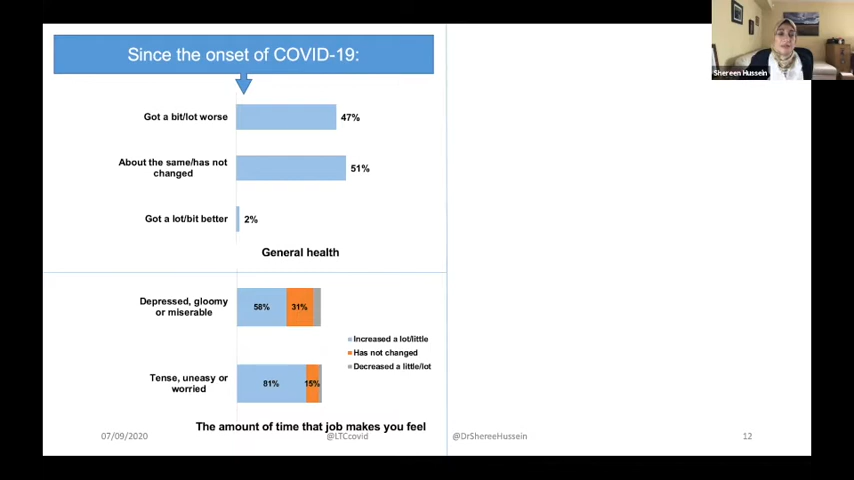 Since the onset of COVID-19:
Shereen Hussein
Got a bit/lot worse
47%
About the same/has not
changed
51%
Got a lot/bit better
2%
General health
Depressed, gloomy
or miserable
58%
31%
Increased a lot/little
Has not changed
Decreased a little/lot
Tense, uneasy or
worried
81%
15%
The amount of time that job makes you feel
07/09/2020
@LTCcovid
@DrShereeHussein
12